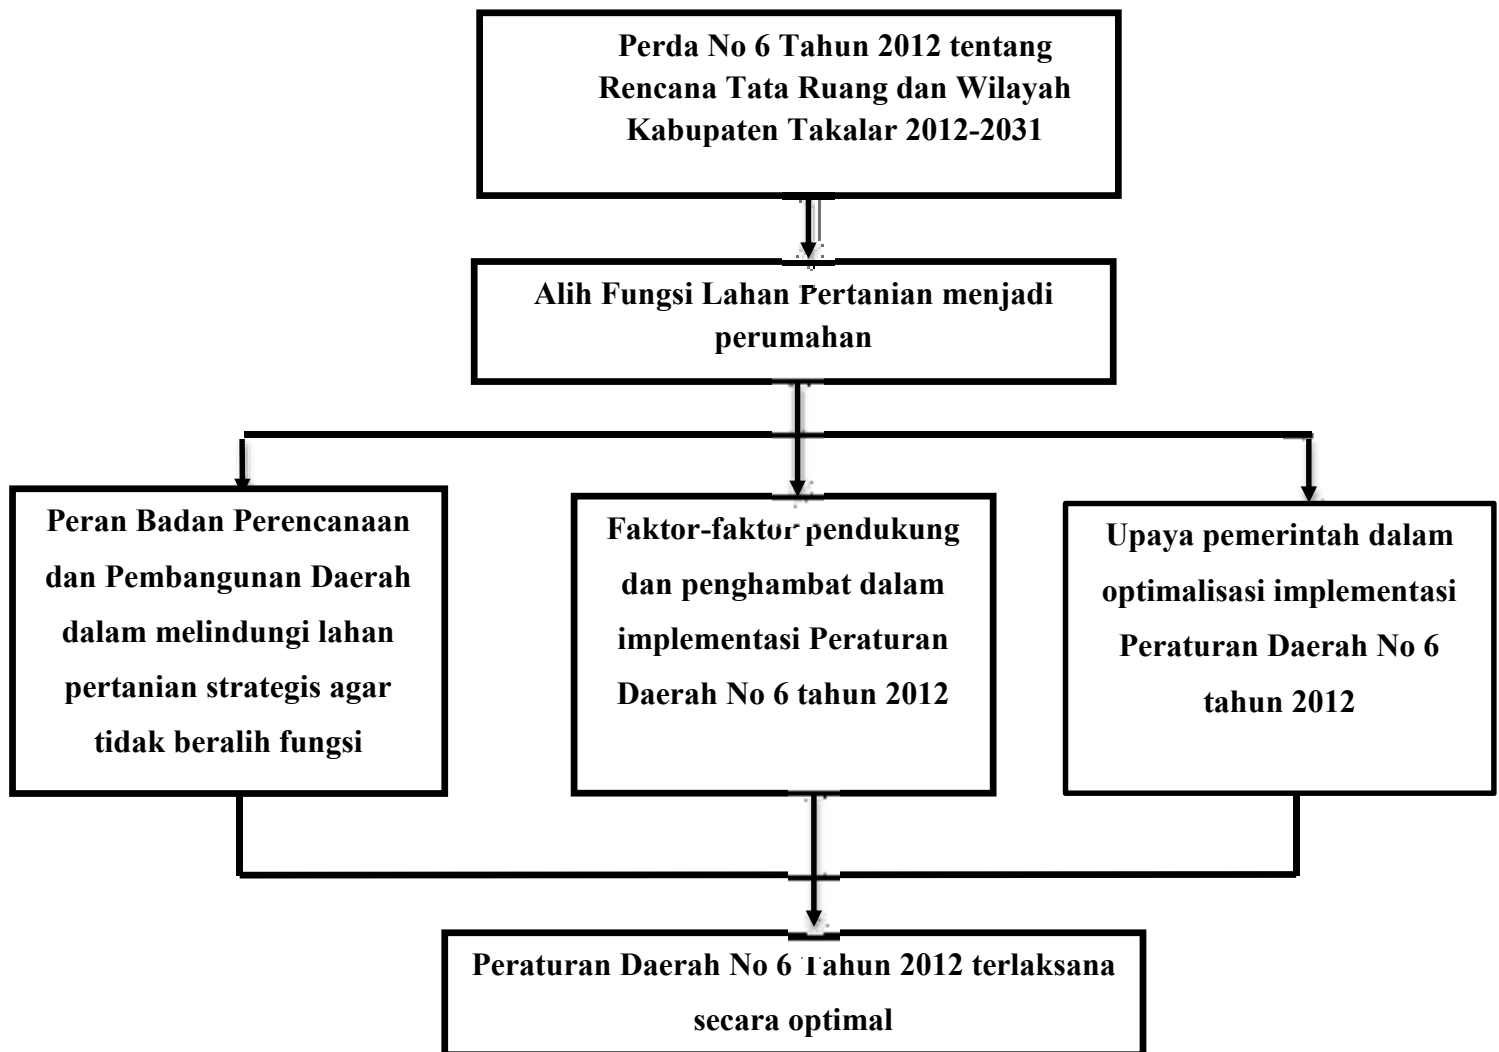 Perda No 6 Tahun 2012 tentang
Rencana Tata Ruang dan Wilayah
Kabupaten Takalar 2012-2031
Alih Fungsi Lahan Pertanian menjadi
perumahan
Peran Badan Perencanaan
dan Pembangunan Daerah
dalam melindungi lahan
pertanian strategis agar
tidak beralih fungsi
Faktor-faktor pendukung
dan penghambat dalam
implementasi Peraturan
Daerah No 6 tahun 2012
Upaya pemerintah dalam
optimalisasi implementasi
Peraturan Daerah No 6
tahun 2012
Peraturan Daerah No 6 Tahun 2012 terlaksana
secara optimal